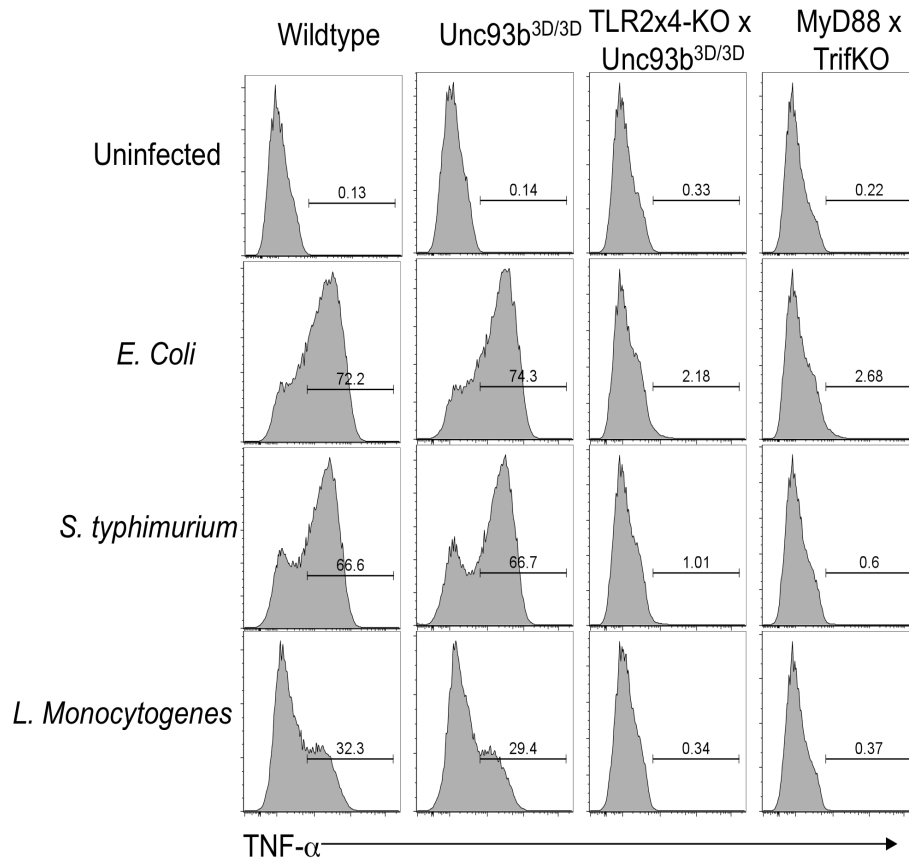 Wildtype Unc93b3D/3D TLR2x4-KO x Unc93b3D/3D MyD88 x TrifKO
Uninfected
0.13 0.14 0.33 0.22
E. Coli
72.2 74.3 2.18 2.68
S. typhimurium
66.6 66.7 1.01 0.6
L. Monocytogenes
32.3 29.4 0.34 0.37
TNF-α